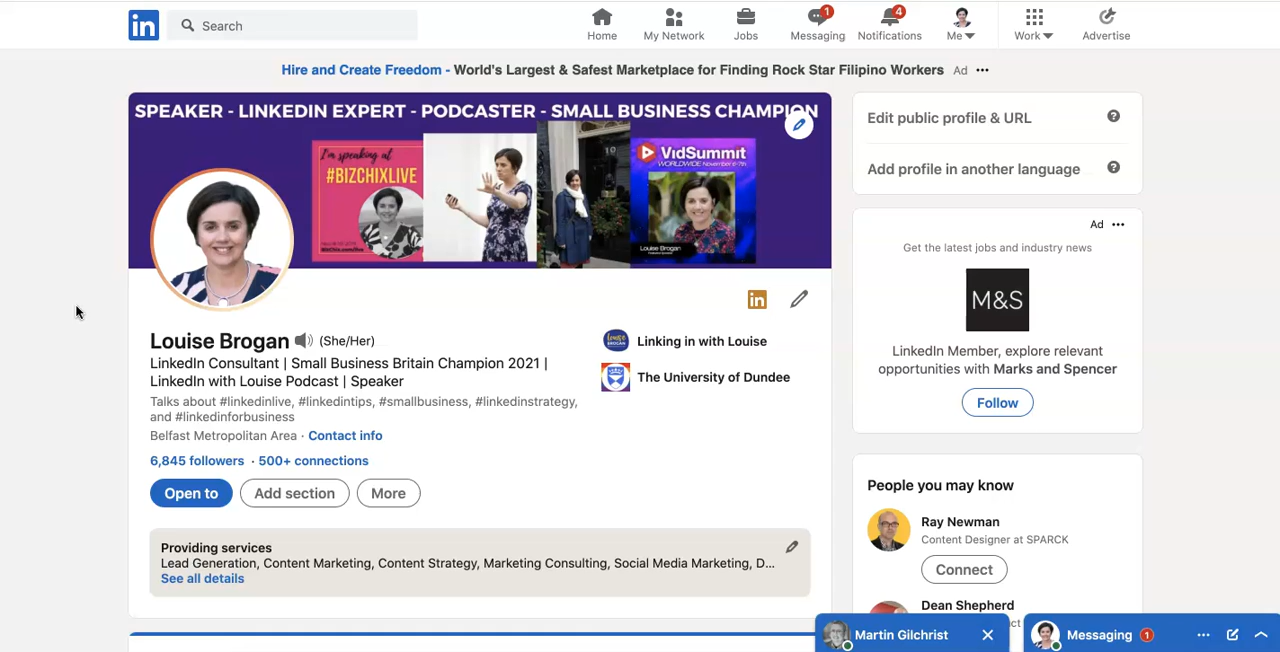 in
Search
Home
My Network
Jobs
1
Messaging
4
Notifications
Me
Work
Advertise
Hire and Create Freedom - World's Largest & Safest Marketplace for Finding Rock Star Filipino Workers Ad
SPEAKER - LINKEDIN EXPERT - PODCASTER - SMALL BUSINESS CHAMPION
I'm speaking at
#BIZCHIXLIVE
10
VidSummit
WORLDWIDE November 6-7th
Louise Brogan
in
Louise Brogan (She/Her)
LinkedIn Consultant | Small Business Britain Champion 2021 |
LinkedIn with Louise Podcast | Speaker
Talks about #linkedinlive, #linkedintips, #smallbusiness, #linkedinstrategy,
and #linkedinforbusiness
Belfast Metropolitan Area · Contact info
6,845 followers · 500+ connections
Open to
Add section
More
Linking in with Louise
The University of Dundee
Providing services
Lead Generation, Content Marketing, Content Strategy, Marketing Consulting, Social Media Marketing, D...
See all details
Edit public profile & URL
Add profile in another language
Ad
Get the latest jobs and industry news
M&S
LinkedIn Member, explore relevant
opportunities with Marks and Spencer
Follow
People you may know
Ray Newman
Content Designer at SPARCK
Connect
Dean Shepherd
Martin Gilchrist
Messaging 1